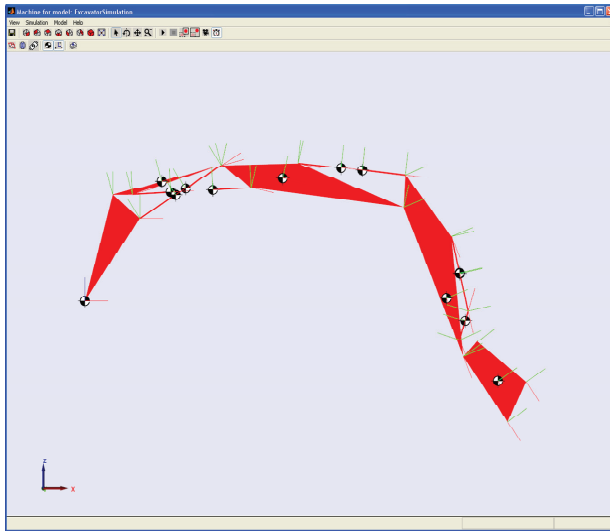 Machine for model: ExcavatorSimulation
View Simulation Model Help
z
x